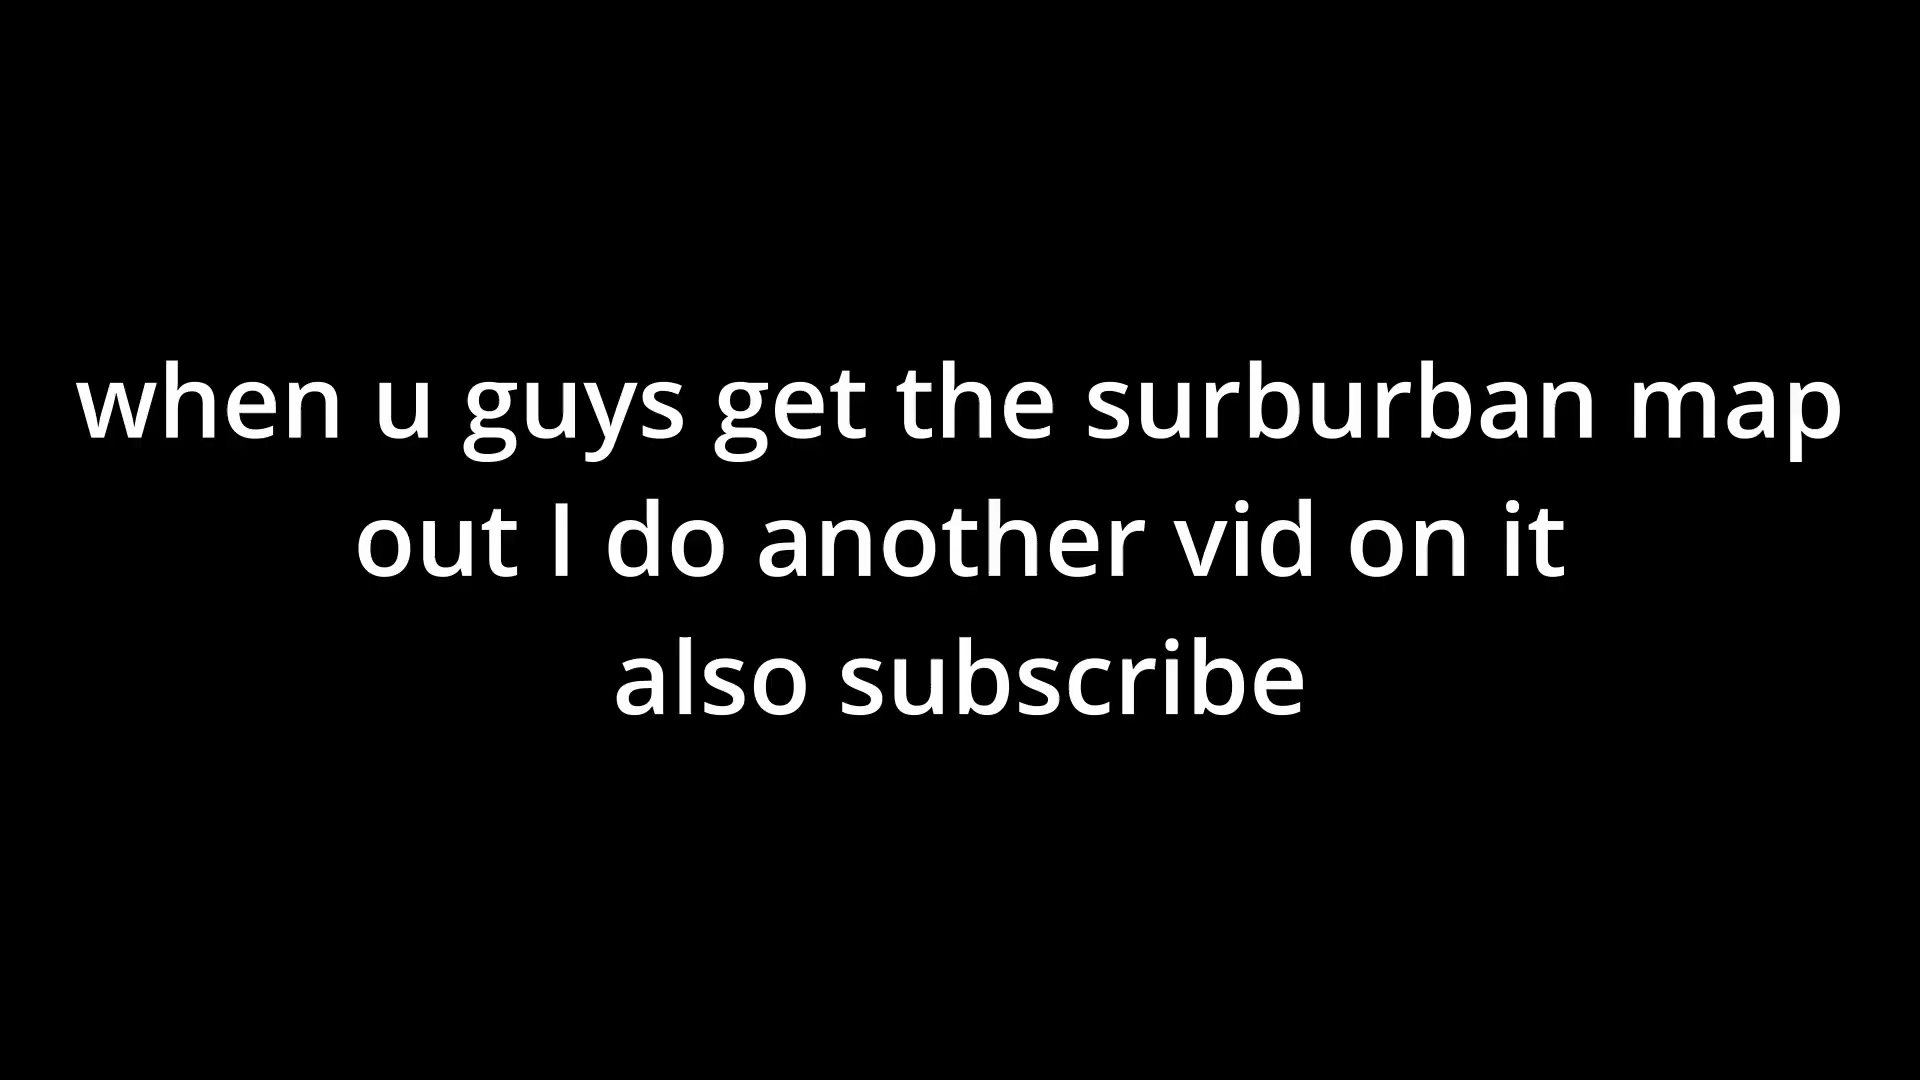 when u guys get the surburban map
out I do another vid on it
also subscribe